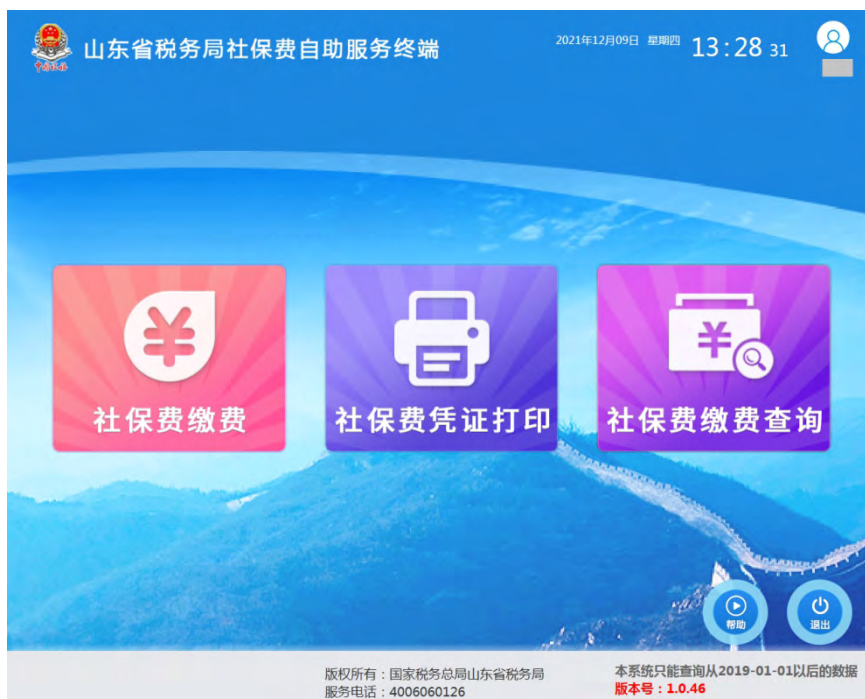 山东省税务局社保费自助服务终端
2021年12月09日 星期四 13:28 31
中国税务
社保费缴费
社保费凭证打印
社保费缴费查询
帮助
退出
版权所有：国家税务总局山东省税务局
服务电话：4006060126
本系统只能查询从2019-01-01以后的数据
版本号：1.0.46